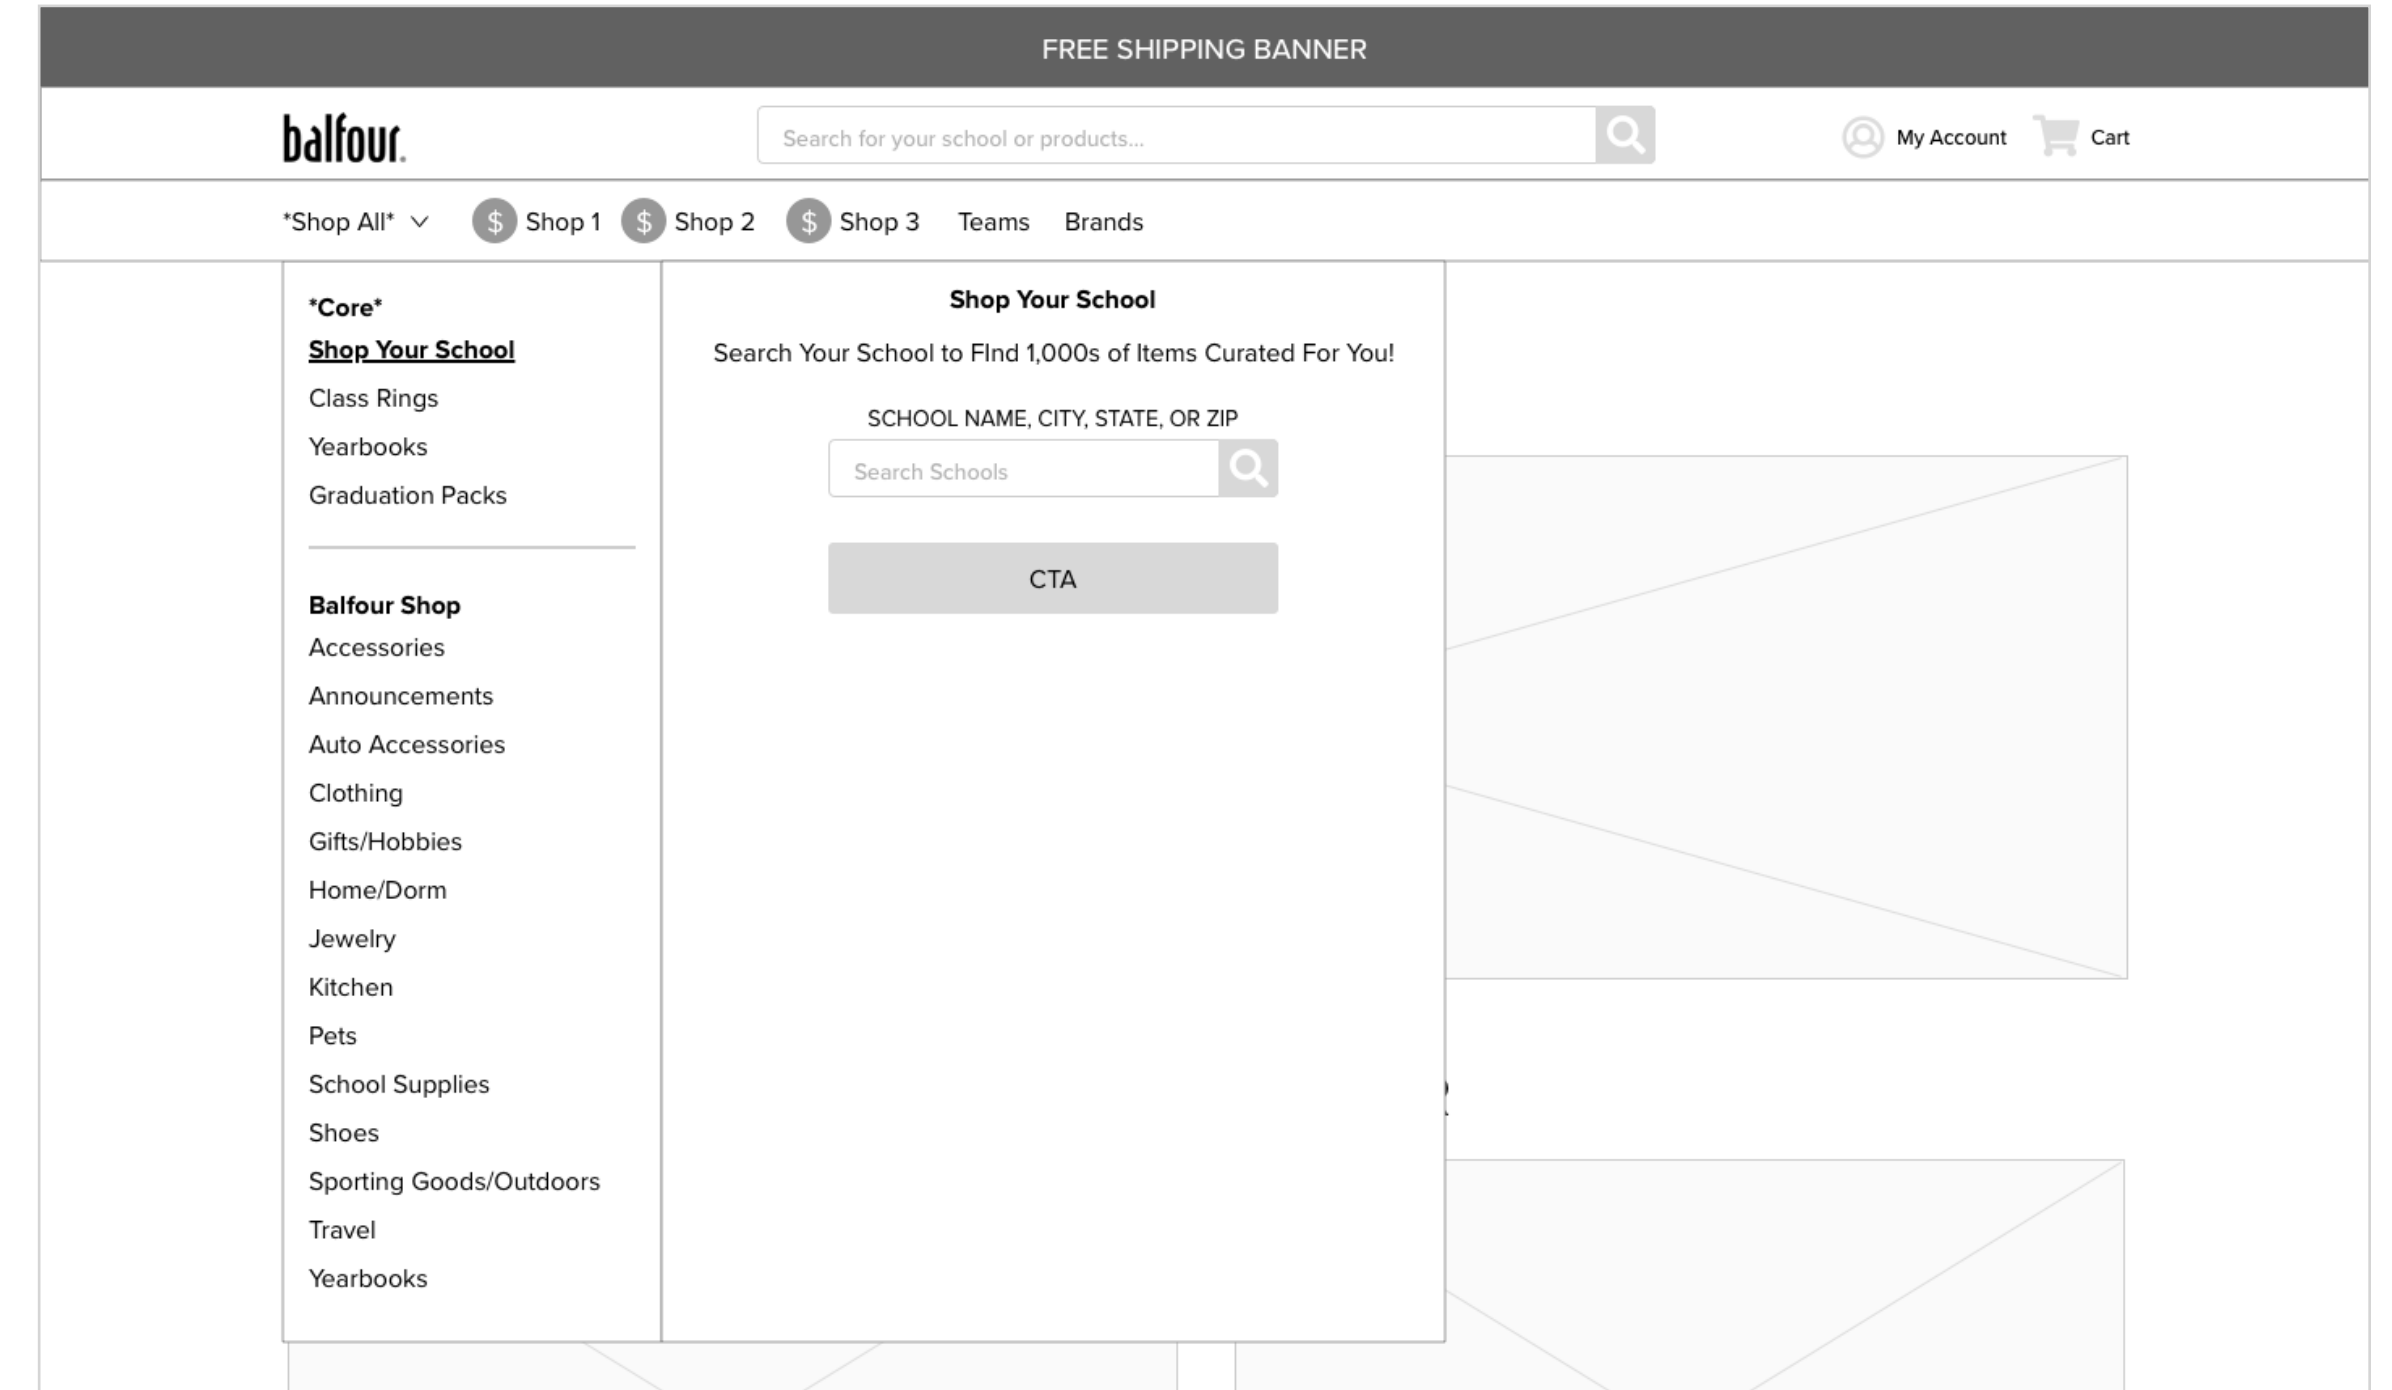 FREE SHIPPING BANNER
balfour.
Search for your school or products...
My Account
Cart
*Shop All*
$ Shop 1
$ Shop 2
$ Shop 3
Teams
Brands
*Core*
Shop Your School
Class Rings
Yearbooks
Graduation Packs
Balfour Shop
Accessories
Announcements
Auto Accessories
Clothing
Gifts/Hobbies
Home/Dorm
Jewelry
Kitchen
Pets
School Supplies
Shoes
Sporting Goods/Outdoors
Travel
Yearbooks
Shop Your School
Search Your School to FInd 1,000s of Items Curated For You!
SCHOOL NAME, CITY, STATE, OR ZIP
Search Schools
CTA